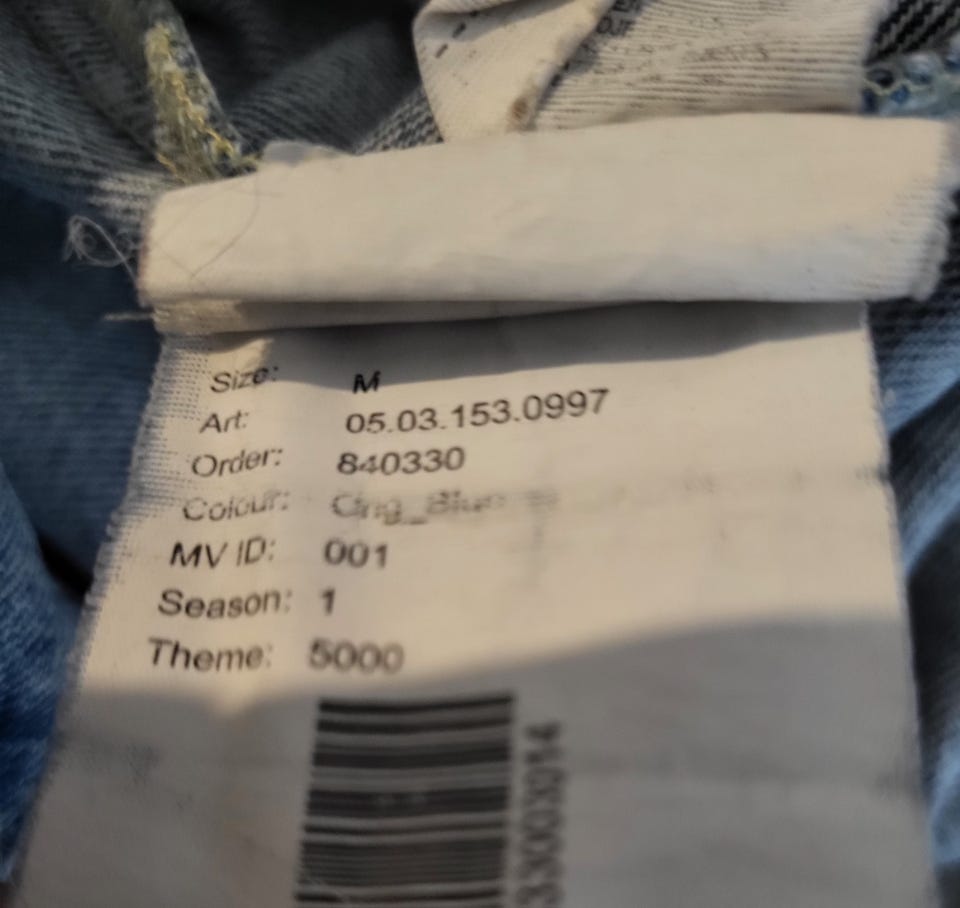 Size: M
Art: 05.03.153.0997
Order: 840330
Colour:
MV ID: 001
Season: 1
Theme: 5000